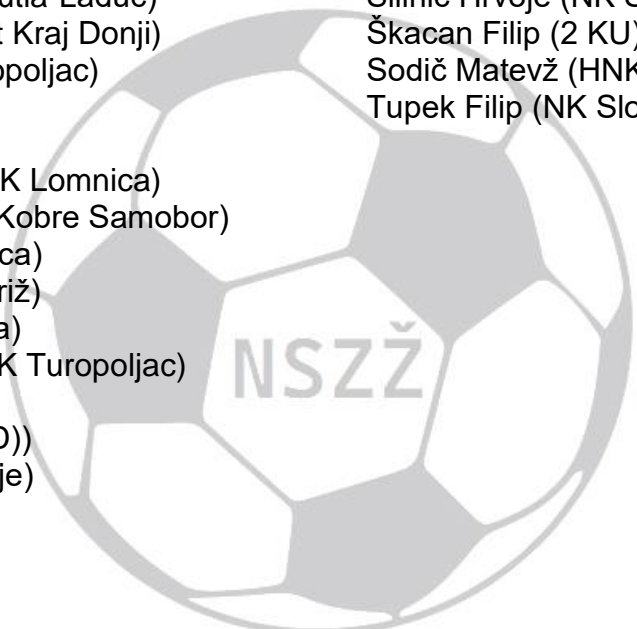 t Kraj Donji)
opoljac)
K Lomnica)
Kobre Samobor)
ca)
riž)
a)
K Turopoljac)
D))
je)
Škacan Filip (2 KU)
Sodič Matevž (HNK
Tupek Filip (NK Slo
NSZŽ